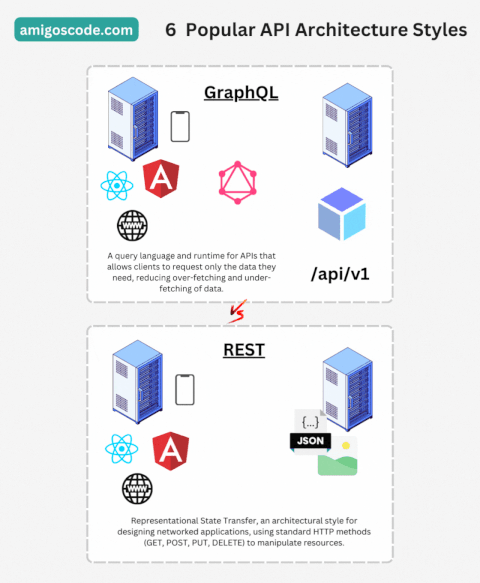 amigoscode.com
6 Popular API Architecture Styles
GraphQL
WWW
A query language and runtime for APIs that
allows clients to request only the data they
need, reducing over-fetching and under-
fetching of data.
/api/v1
VS
REST
{...}
JSON
WWW
Representational State Transfer, an architectural style for
designing networked applications, using standard HTTP methods
(GET, POST, PUT, DELETE) to manipulate resources.